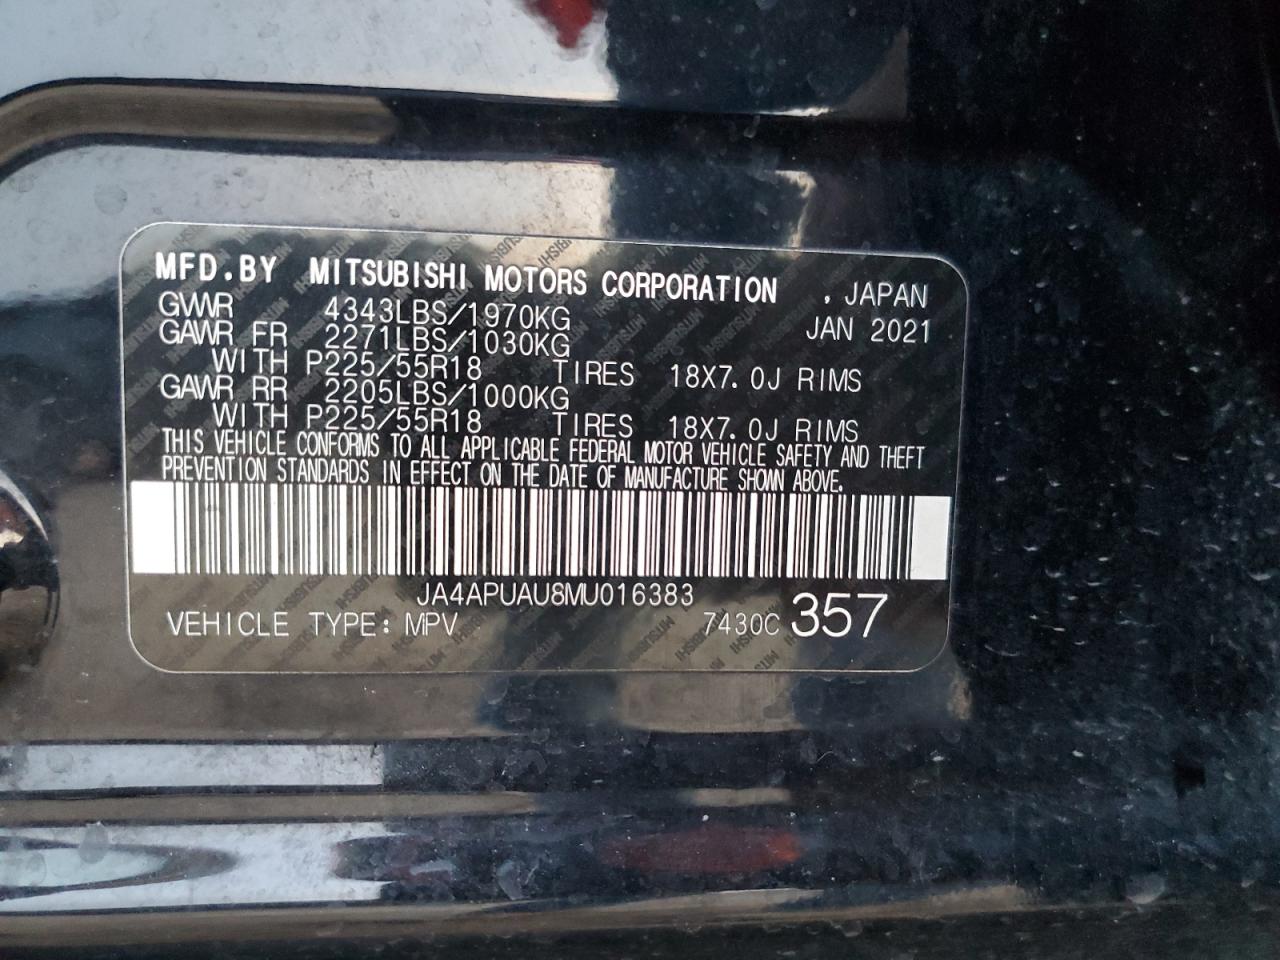 MFD.BY MITSUBISHI MOTORS CORPORATION . JAPAN
GWVR 4343LBS/1970KG JAN 2021
GAWR FR 2271LBS/1030KG
WITH P225/55R18 TIRES 18X7.0J RIMS
GAWR RR 2205LBS/1000KG
WITH P225/55R18 TIRES 18X7.0J RIMS
THIS VEHICLE CONFORMS TO ALL APPLICABLE FEDERAL MOTOR VEHICLE SAFETY AND THEFT
PREVENTION STANDARDS IN EFFECT ON THE DATE OF MANUFACTURE SHOWN ABOVE.
JA4APUAU8MU016383
VEHICLE TYPE: MPV 7430C 357